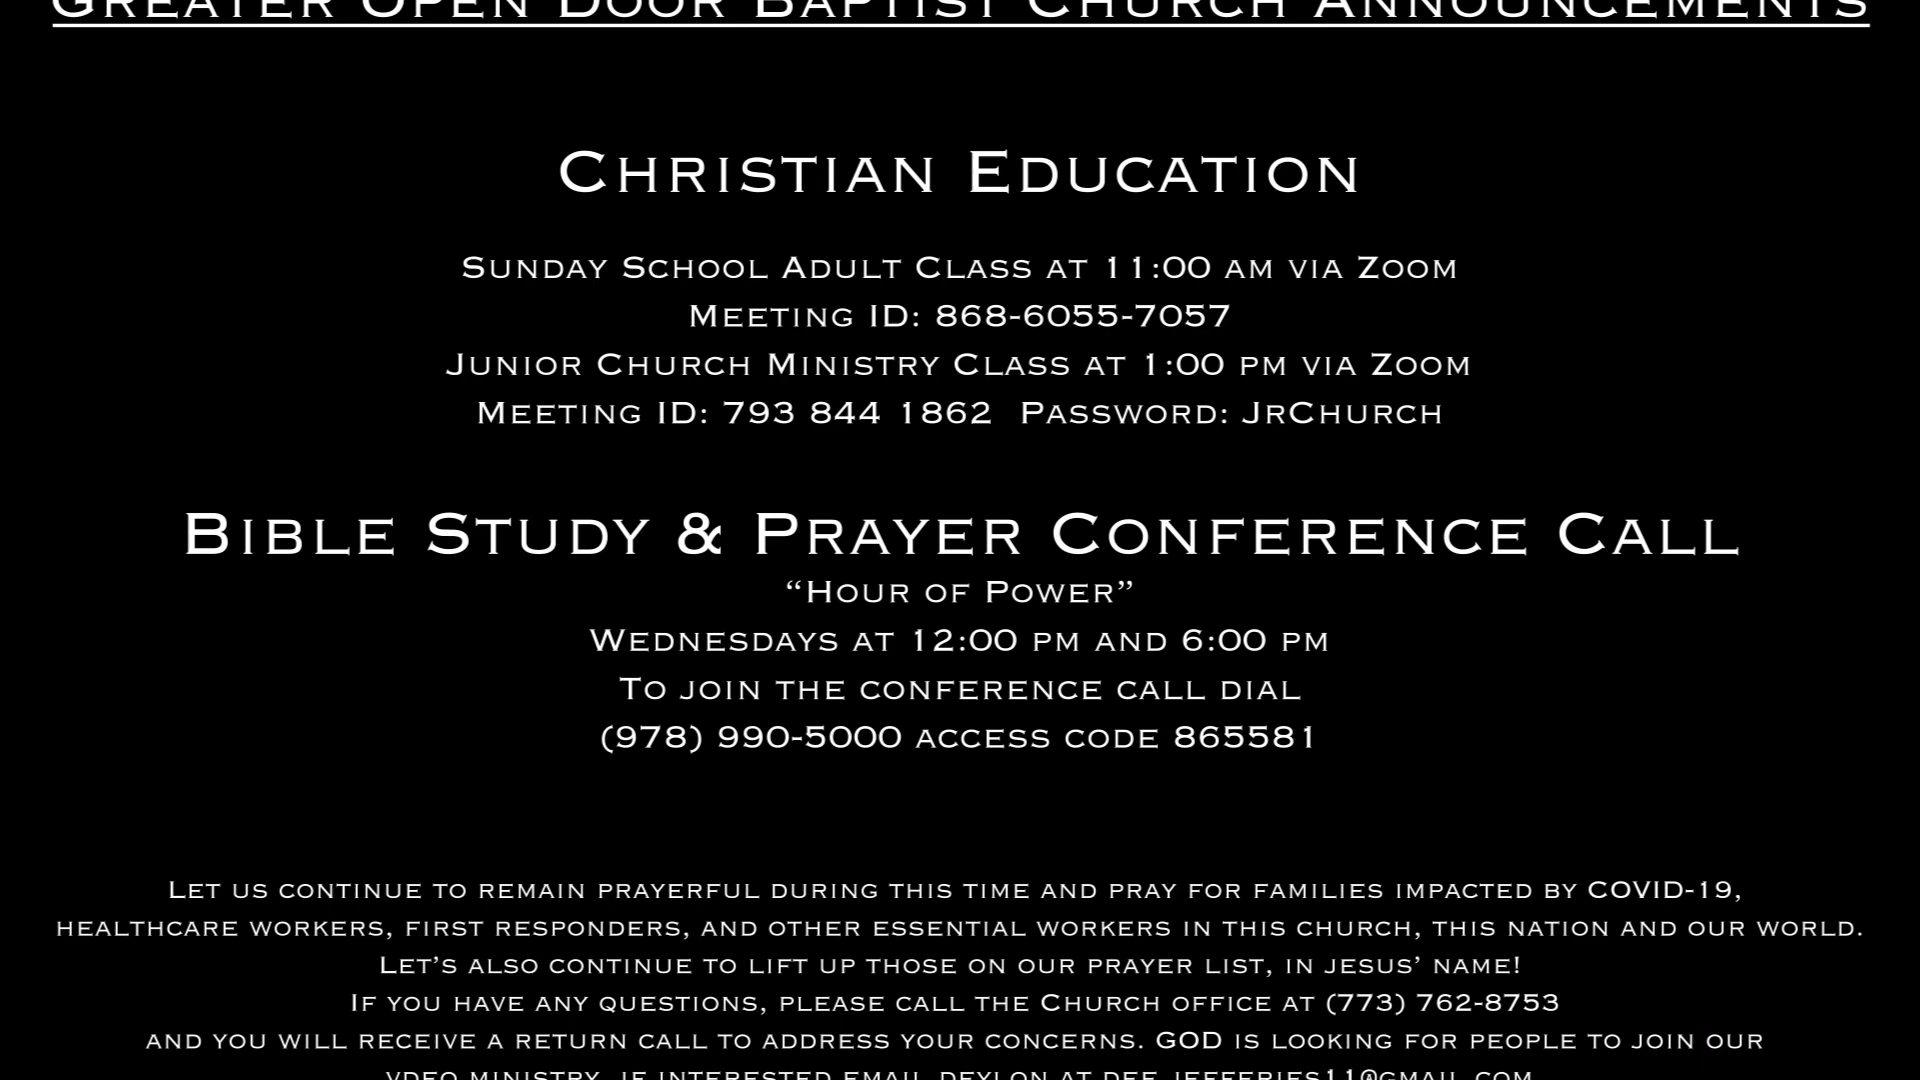 Greater Open Door Baptist Church Announcements
Christian Education
Sunday School Adult Class at 11:00 am via Zoom
Meeting ID: 868-6055-7057
Junior Church Ministry Class at 1:00 pm via Zoom
Meeting ID: 793 844 1862 Password: JrChurch
Bible Study & Prayer Conference Call
“Hour of Power”
Wednesdays at 12:00 pm and 6:00 pm
To join the conference call dial
(978) 990-5000 access code 865581
Let us continue to remain prayerful during this time and pray for families impacted by COVID-19,
healthcare workers, first responders, and other essential workers in this church, this nation and our world.
Let’s also continue to lift up those on our prayer list, in Jesus’ name!
If you have any questions, please call the Church office at (773) 762-8753
and you will receive a return call to address your concerns. GOD is looking for people to join our
ministry, if interested email at